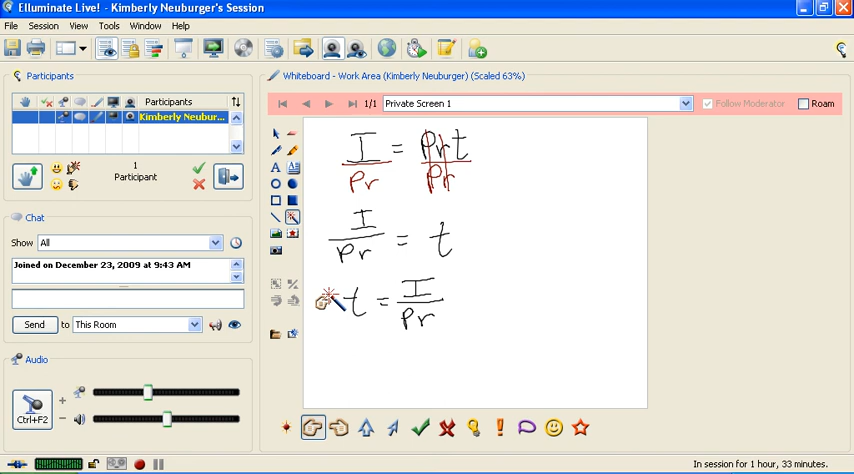 Elluminate Live! - Kimberly Neuburger's Session
File Session View Tools Window Help
Participants
Participants
Kimberly Neubur...
1
Participant
Chat
Show All
Joined on December 23, 2009 at 9:43 AM
Send to This Room
Audio
Ctrl+F2
+
−
Whiteboard - Work Area (Kimberly Neuburger) (Scaled 63%)
1/1 Private Screen 1 Follow Moderator Roam
A
I/Pr = Prt/Pr
I/Pr = t
t = I/Pr
In session for 1 hour, 33 minutes.